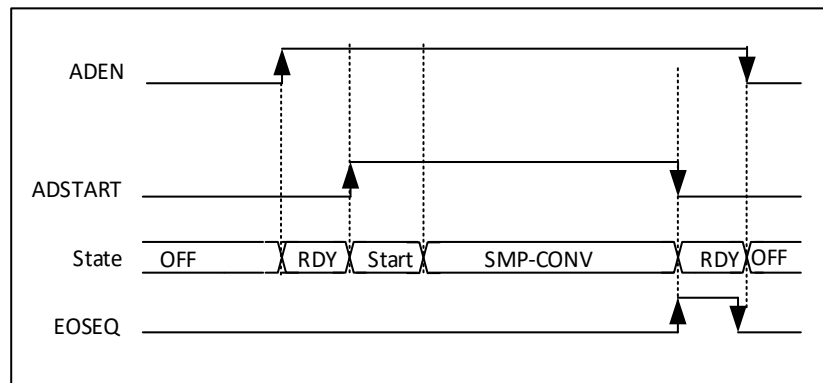 ADEN
ADSTART
State OFF RDY Start SMP-CONV RDY OFF
EOSEQ